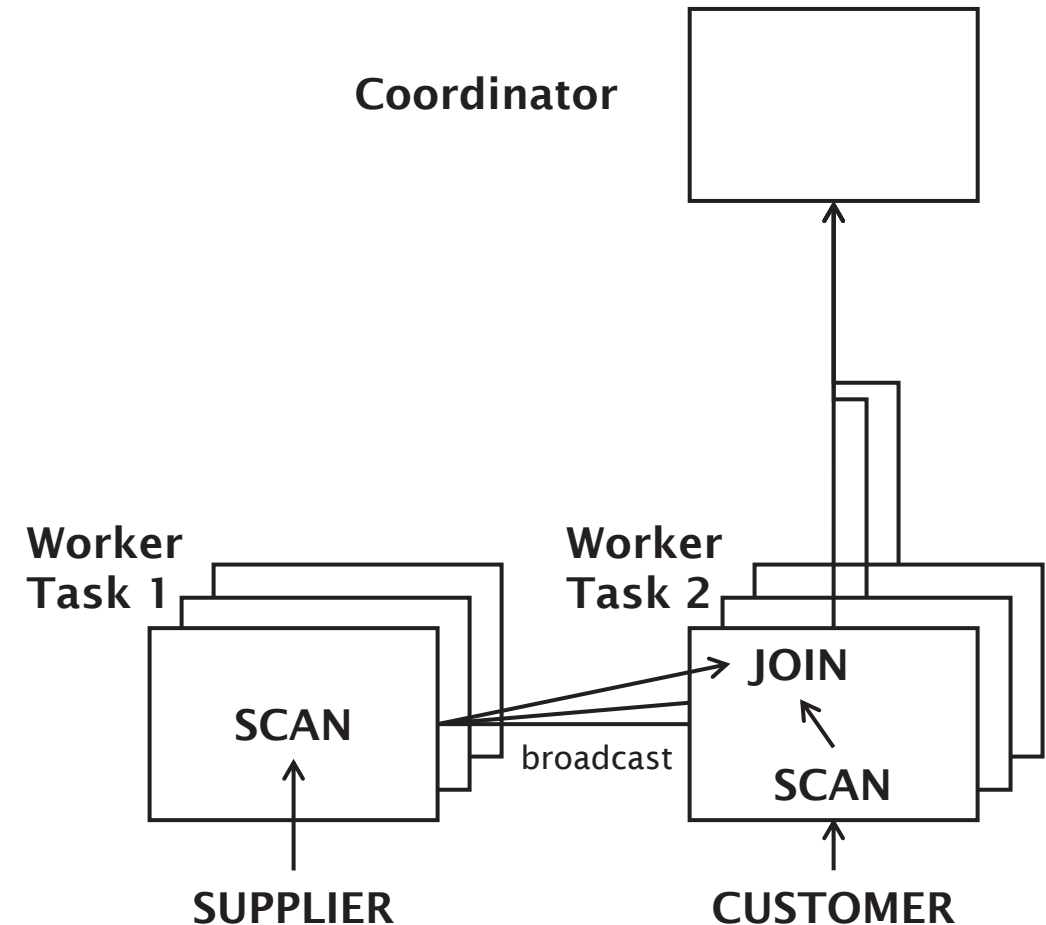 Coordinator
Worker
Task 1
Worker
Task 2
JOIN
SCAN
broadcast
SCAN
SUPPLIER
CUSTOMER